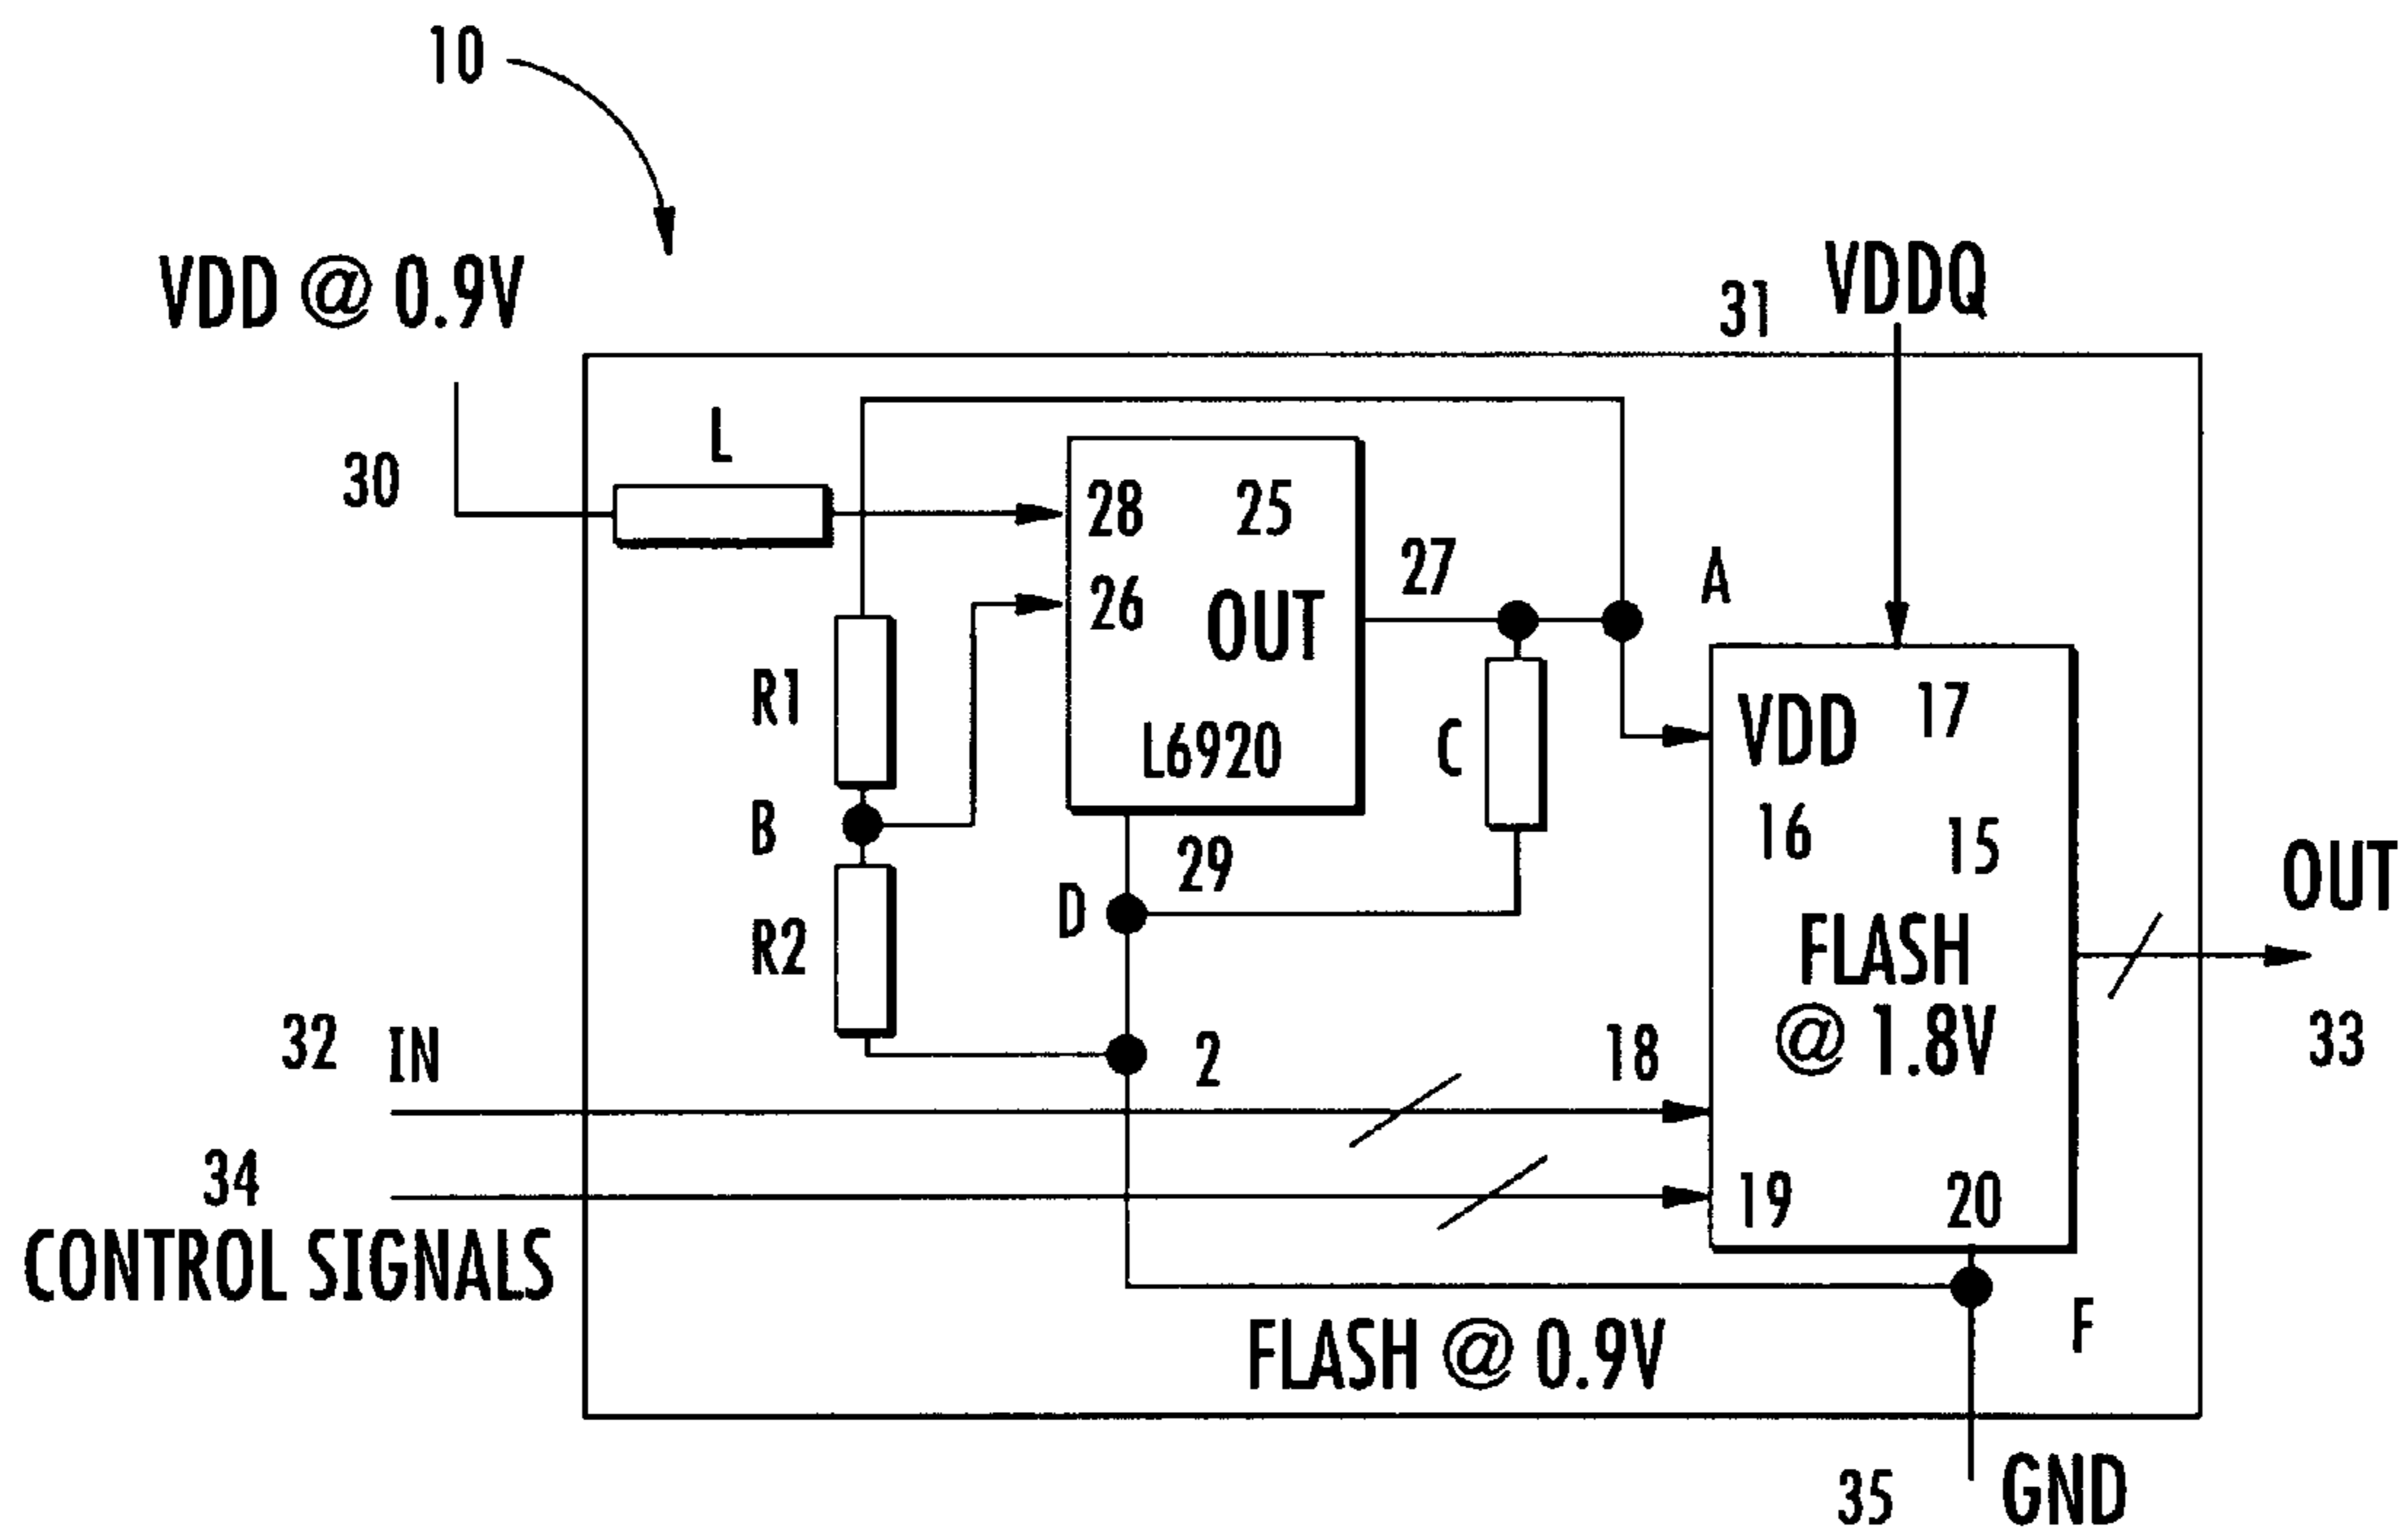 10
VDD @ 0.9V
31
VDDQ
30
L
28
25
26
OUT
L6920
27
A
R1
C
VDD
17
16
15
B
29
D
R2
FLASH
@ 1.8V
OUT
33
32
IN
2
18
34
CONTROL SIGNALS
19
20
FLASH @ 0.9V
F
35
GND